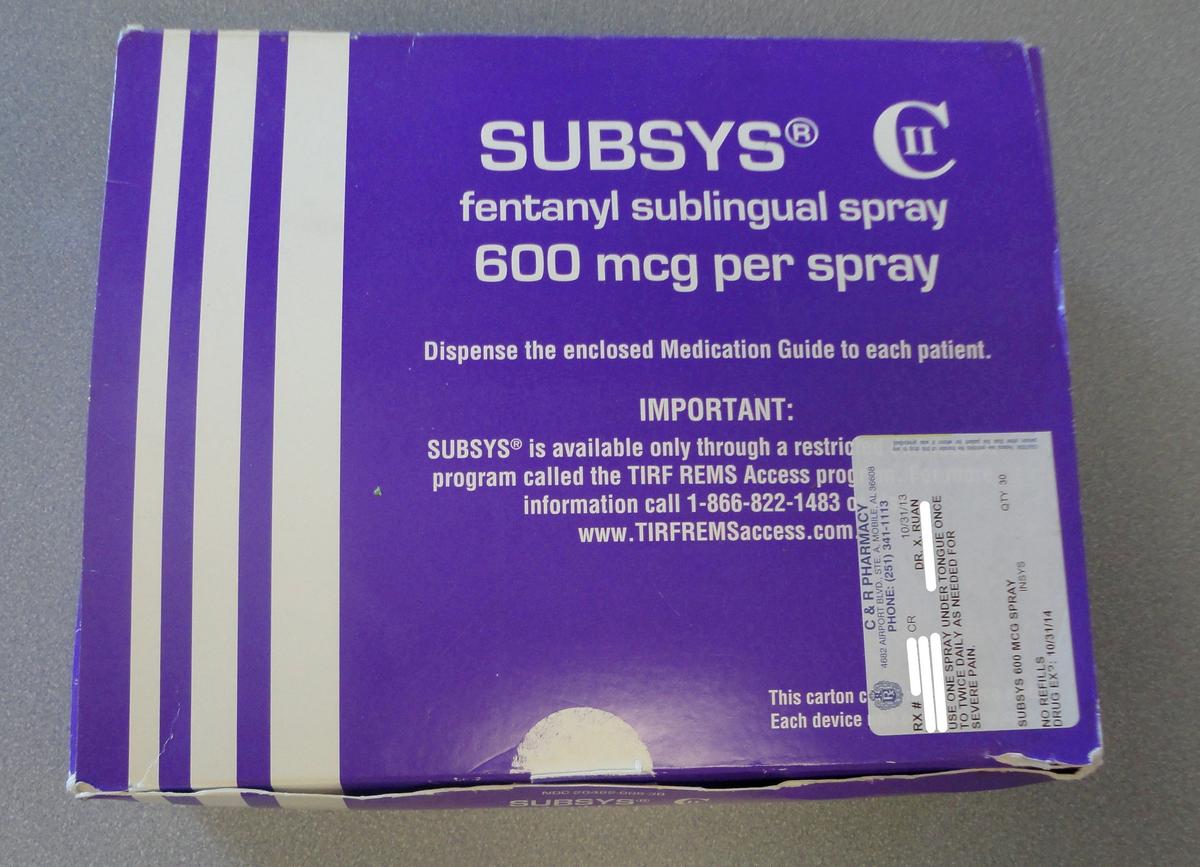 SUBSYS® CII
fentanyl sublingual spray
600 mcg per spray
Dispense the enclosed Medication Guide to each patient.
IMPORTANT:
SUBSYS® is available only through a
program called the TIRF REMS Access For more
information call 1-866-822-1483
www.TIRFREMSaccess.com
This carton
Each device
C & R PHARMACY
4682 AIRPORT BLVD., STE. A, MOBILE, AL 36608
PHONE: (251) 341-1113
RX # CR 10/31/13
DR. X. RUAN
USE ONE SPRAY UNDER TONGUE ONCE
TO TWICE DAILY AS NEEDED FOR
SEVERE PAIN.
QTY 30
SUBSYS 600 MCG SPRAY
INSYS
NO REFILLS
DRUG EXP: 10/31/14
SUBSYS®